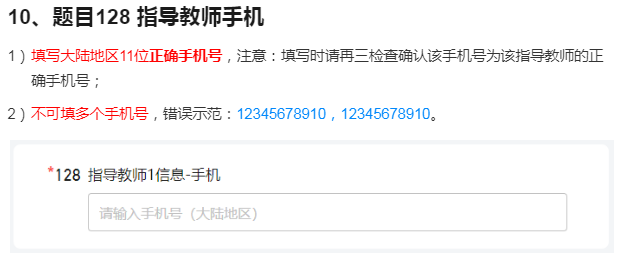 10、题目128 指导教师手机
1）填写大陆地区11位正确手机号，注意：填写时请再三检查确认该手机号为该指导教师的正
确手机号；
2）不可填多个手机号，错误示范：12345678910，12345678910。
*128 指导教师1信息-手机
请输入手机号（大陆地区）